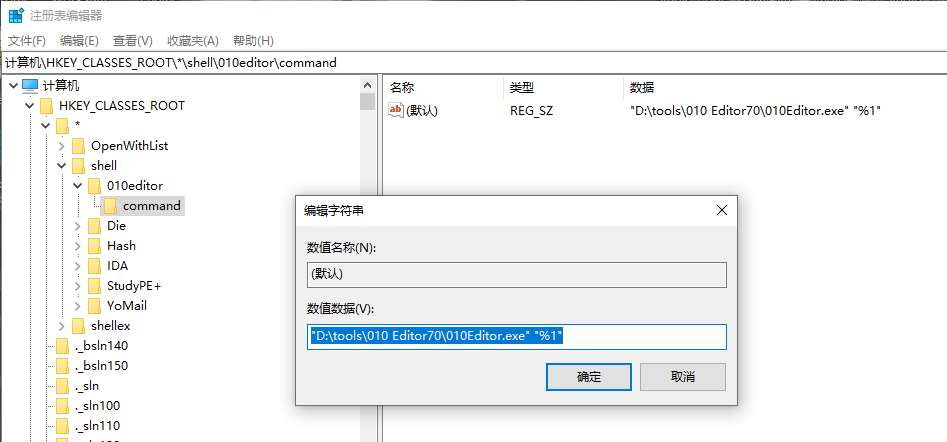 注册表编辑器
文件(F) 编辑(E) 查看(V) 收藏夹(A) 帮助(H)
计算机\HKEY_CLASSES_ROOT\*\shell\010editor\command
计算机
HKEY_CLASSES_ROOT
*
OpenWithList
shell
010editor
command
Die
Hash
IDA
StudyPE+
YoMail
shellex
._bsln140
._bsln150
._sln
._sln100
._sln110
名称 类型 数据
ab (默认) REG_SZ "D:\tools\010 Editor70\010Editor.exe" "%1"
编辑字符串
数值名称(N):
(默认)
数值数据(V):
"D:\tools\010 Editor70\010Editor.exe" "%1"
确定 取消